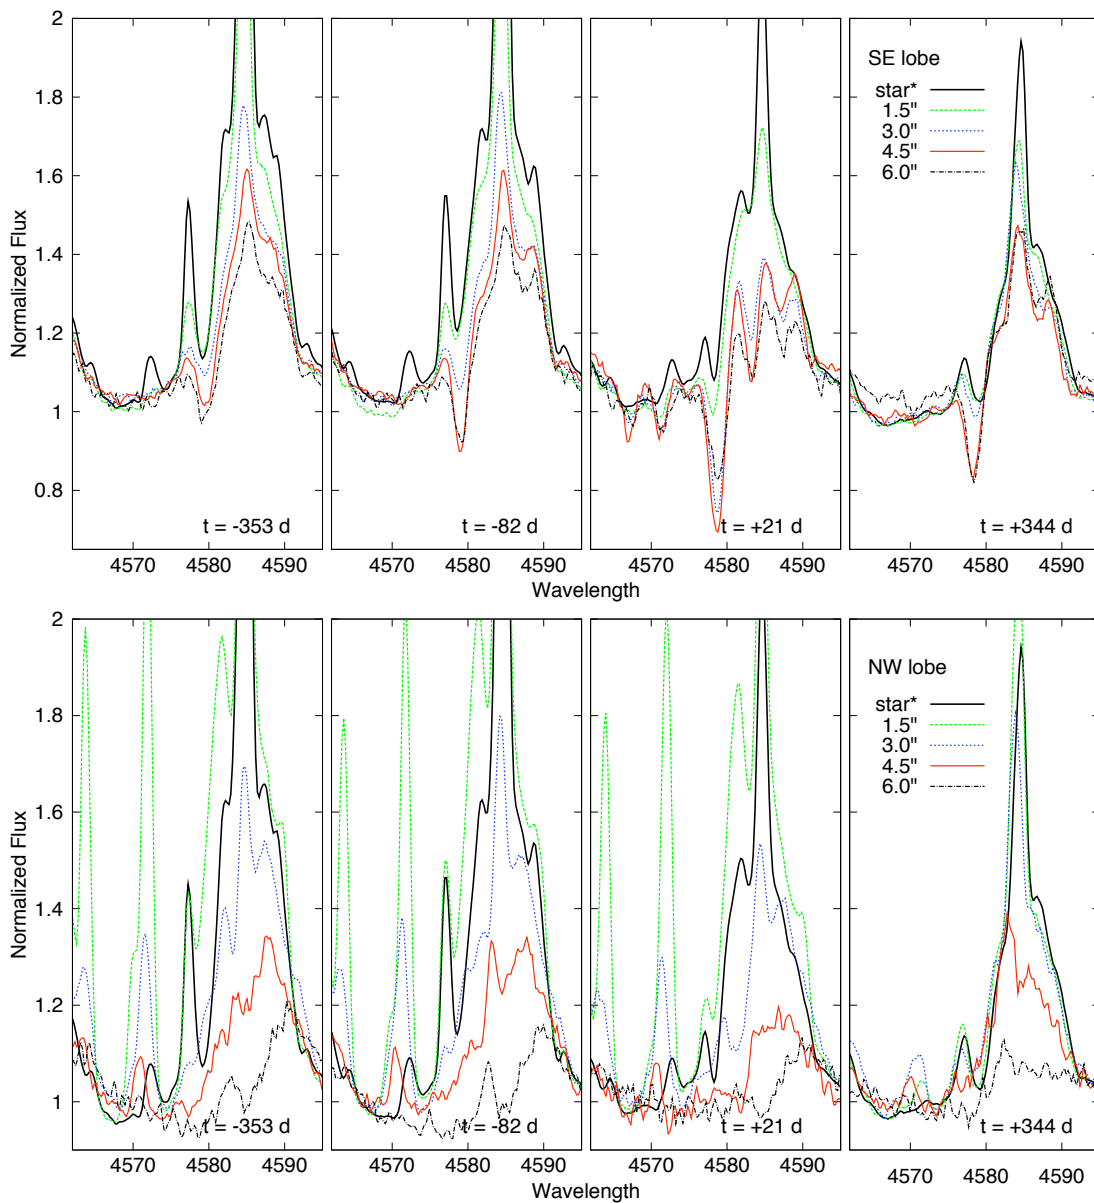 2
1.8
1.6
1.4
1.2
1
0.8
Normalized Flux
SE lobe
star*
1.5"
3.0"
4.5"
6.0"
t = -353 d
t = -82 d
t = +21 d
t = +344 d
4570 4580 4590 4570 4580 4590 4570 4580 4590 4570 4580 4590
Wavelength
2
1.8
1.6
1.4
1.2
1
Normalized Flux
NW lobe
star*
1.5"
3.0"
4.5"
6.0"
t = -353 d
t = -82 d
t = +21 d
t = +344 d
4570 4580 4590 4570 4580 4590 4570 4580 4590 4570 4580 4590
Wavelength